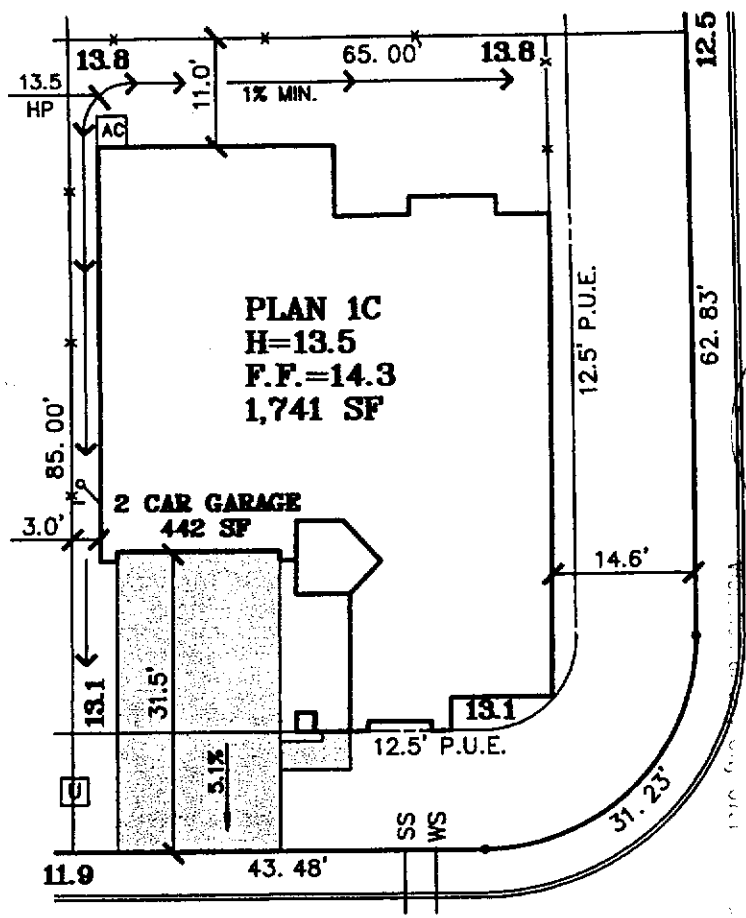 13.8
65.00'
13.8
12.5
13.5
HP
11.0'
1% MIN.
AC
PLAN 1C
H=13.5
F.F.=14.3
1,741 SF
12.5' P.U.E.
62.83'
85.00'
2 CAR GARAGE
442 SF
3.0'
14.6'
13.1
31.5'
13.1
12.5' P.U.E.
5.1%
U
SS
WS
31.23'
11.9
43.48'